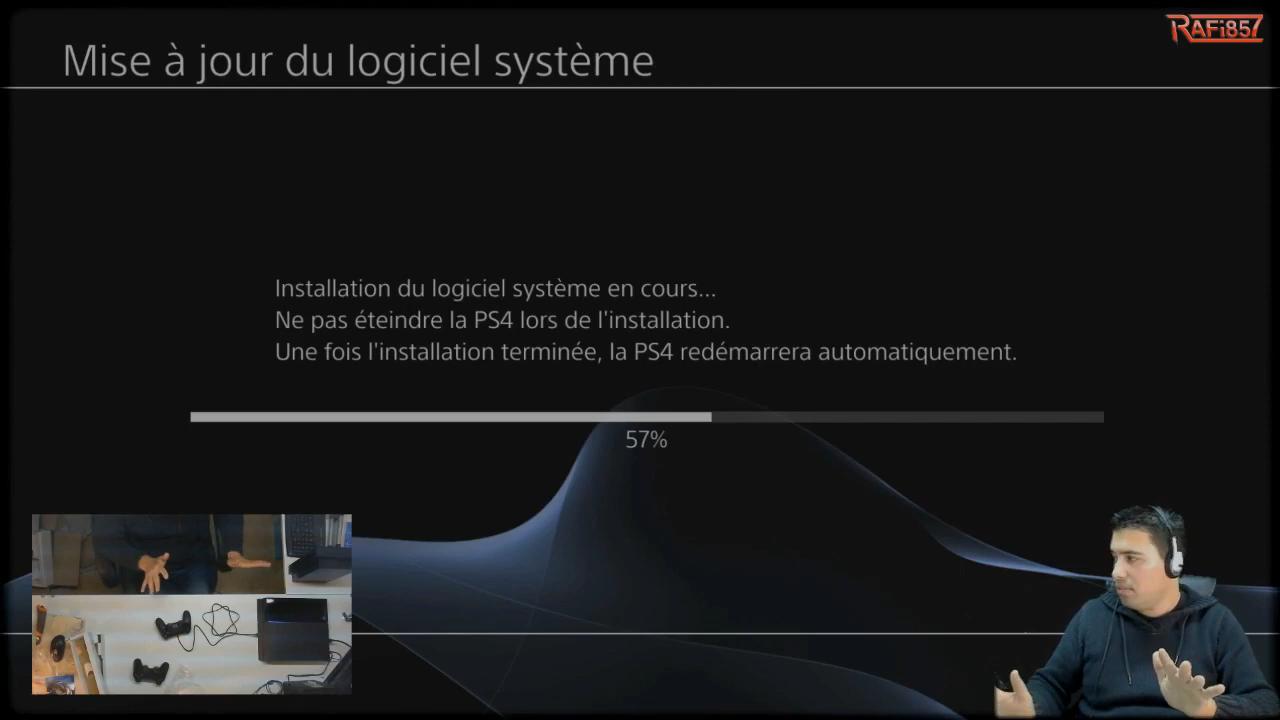 Mise à jour du logiciel système
RAFi857
Installation du logiciel système en cours...
Ne pas éteindre la PS4 lors de l'installation.
Une fois l'installation terminée, la PS4 redémarrera automatiquement.
57%